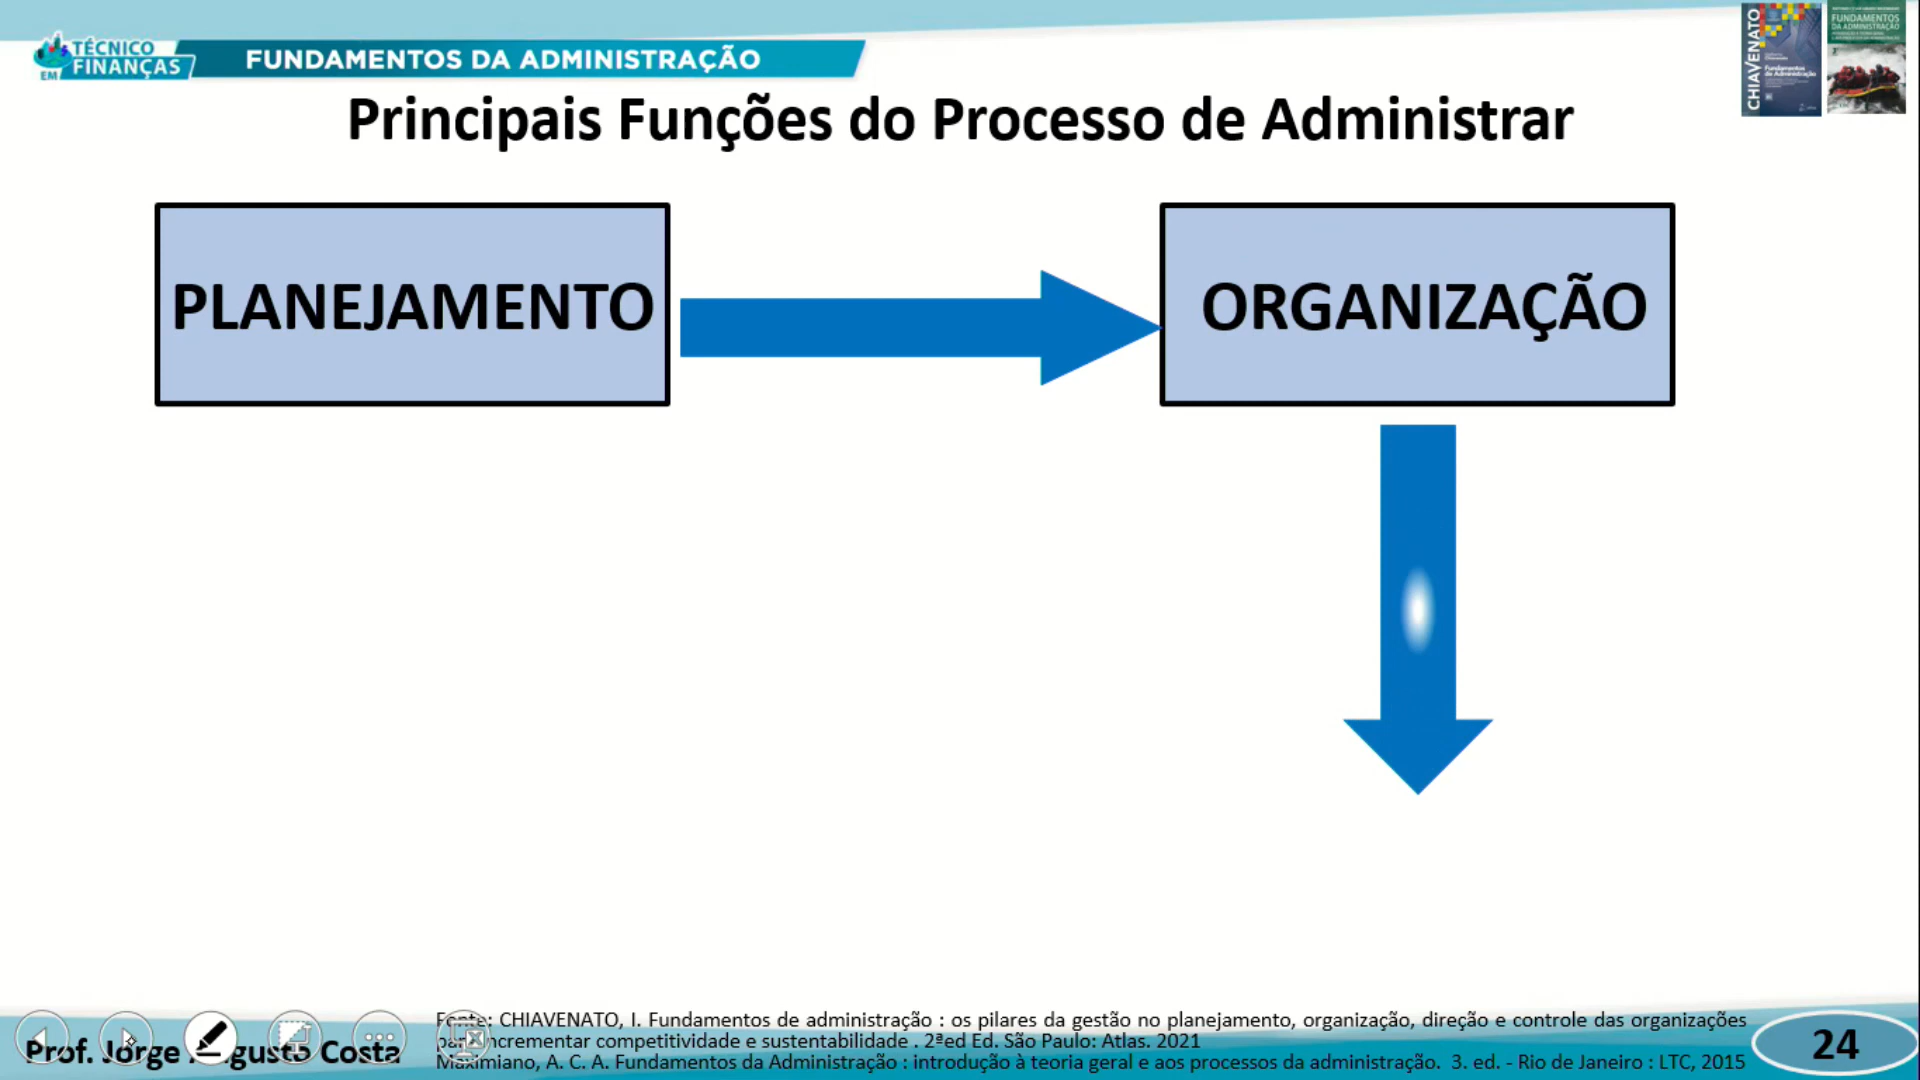 TÉCNICO
EM FINANÇAS
FUNDAMENTOS DA ADMINISTRAÇÃO
CHIAVENATO
Fundamentos
de Administração
FUNDAMENTOS
DA ADMINISTRAÇÃO
Principais Funções do Processo de Administrar
PLANEJAMENTO
ORGANIZAÇÃO
Prof. Jorge Augusto Costa
Fonte: CHIAVENATO, I. Fundamentos de administração : os pilares da gestão no planejamento, organização, direção e controle das organizações
para incrementar competitividade e sustentabilidade . 2ªed Ed. São Paulo: Atlas. 2021
Maximiano, A. C. A. Fundamentos da Administração : introdução à teoria geral e aos processos da administração. 3. ed. - Rio de Janeiro : LTC, 2015
24